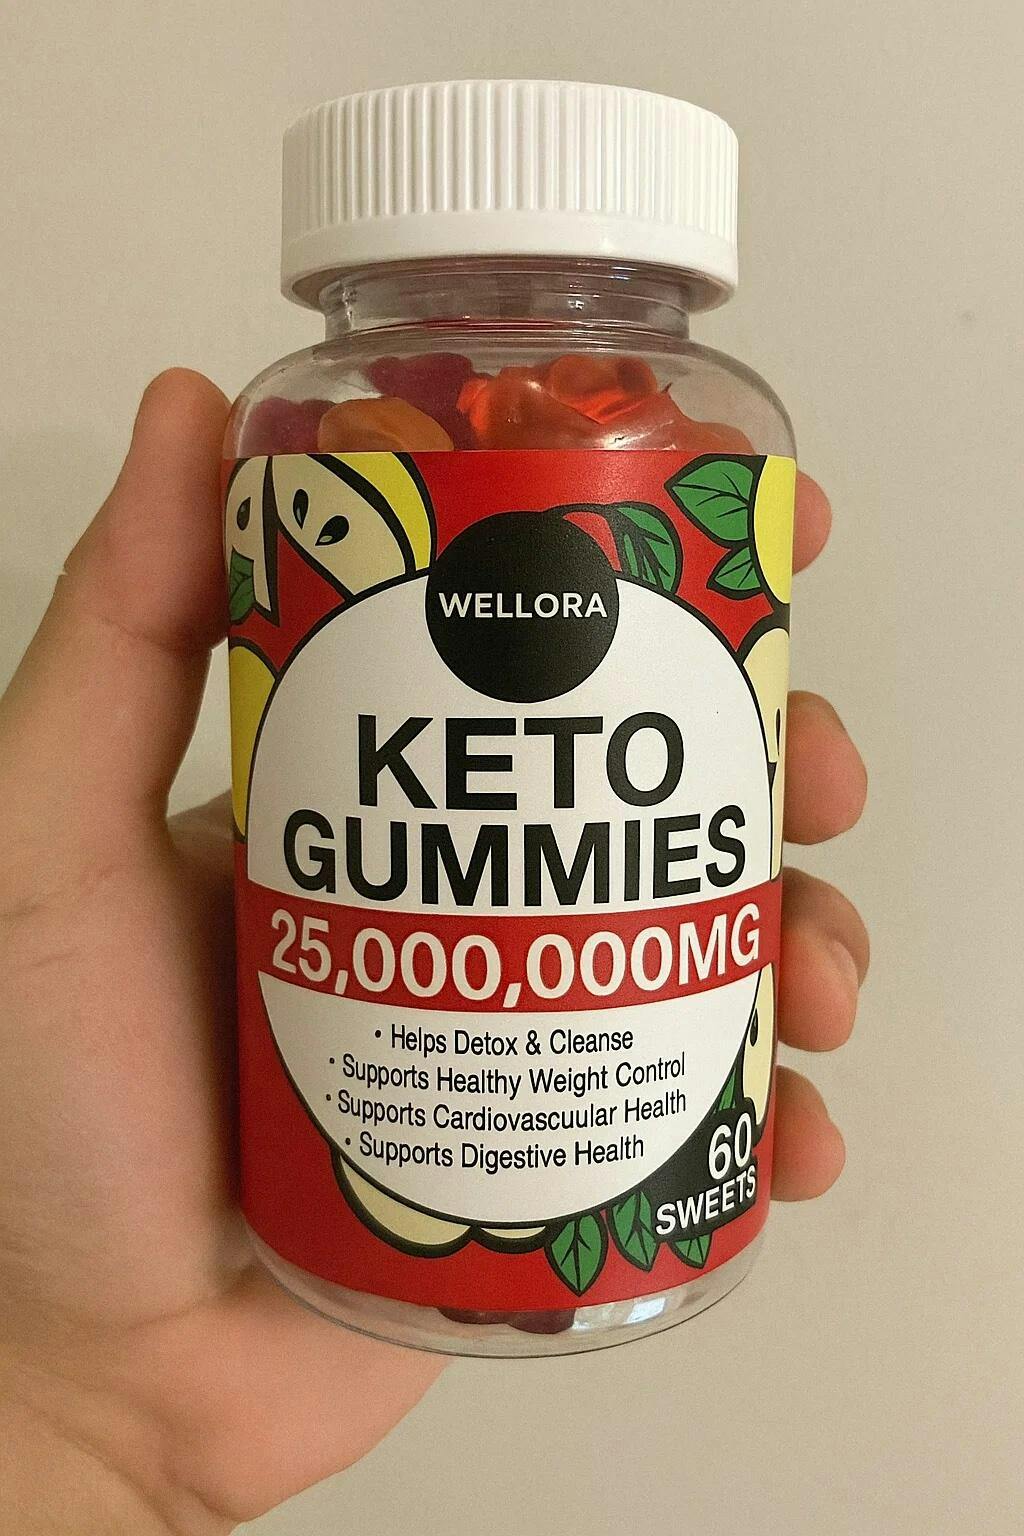 WELLORA
KETO
GUMMIES
25,000,000MG
• Helps Detox & Cleanse
• Supports Healthy Weight Control
• Supports Cardiovascuular Health
• Supports Digestive Health
60
SWEETS